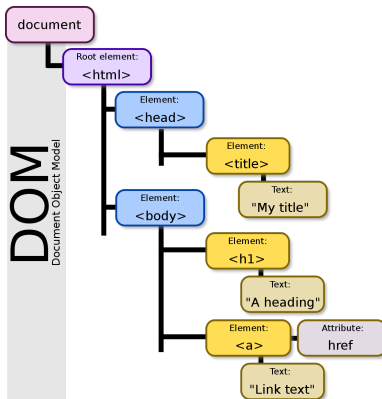 document
Root element:
<html>
Element:
<head>
Element:
<title>
Text:
"My title"
Element:
<body>
Element:
<h1>
Text:
"A heading"
Element:
<a>
Attribute:
href
Text:
"Link text"
DOM
Document Object Model